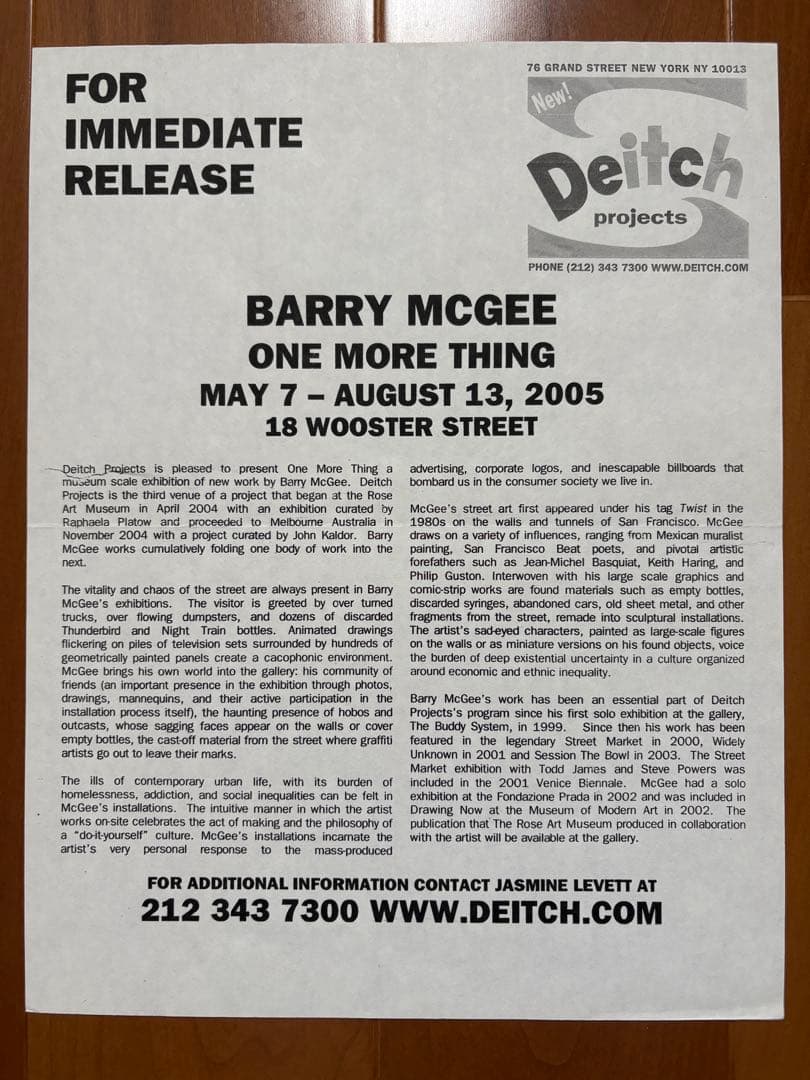 FOR
IMMEDIATE
RELEASE
76 GRAND STREET NEW YORK NY 10013
New!
Deitch
projects
PHONE (212) 343 7300 WWW.DEITCH.COM
BARRY MCGEE
ONE MORE THING
MAY 7 – AUGUST 13, 2005
18 WOOSTER STREET
Deitch Projects is pleased to present One More Thing a
museum scale exhibition of new work by Barry McGee. Deitch
Projects is the third venue of a project that began at the Rose
Art Museum in April 2004 with an exhibition curated by
Raphaela Platow and proceeded to Melbourne Australia in
November 2004 with a project curated by John Kaldor. Barry
McGee works cumulatively folding one body of work into the
next.
The vitality and chaos of the street are always present in Barry
McGee's exhibitions. The visitor is greeted by over turned
trucks, over flowing dumpsters, and dozens of discarded
Thunderbird and Night Train bottles. Animated drawings
flickering on piles of television sets surrounded by hundreds of
geometrically painted panels create a cacophonic environment.
McGee brings his own world into the gallery: his community of
friends (an important presence in the exhibition through photos,
drawings, mannequins, and their active participation in the
installation process itself), the haunting presence of hobos and
outcasts, whose sagging faces appear on the walls or cover
empty bottles, the cast-off material from the street where graffiti
artists go out to leave their marks.
The ills of contemporary urban life, with its burden of
homelessness, addiction, and social inequalities can be felt in
McGee's installations. The intuitive manner in which the artist
works on-site celebrates the act of making and the philosophy of
a "do-it-yourself" culture. McGee's installations incarnate the
artist's very personal response to the mass-produced
advertising, corporate logos, and inescapable billboards that
bombard us in the consumer society we live in.
McGee's street art first appeared under his tag Twist in the
1980s on the walls and tunnels of San Francisco. McGee
draws on a variety of influences, ranging from Mexican muralist
painting, San Francisco Beat poets, and pivotal artistic
forefathers such as Jean-Michel Basquiat, Keith Haring, and
Philip Guston. Interwoven with his large scale graphics and
comic-strip works are found materials such as empty bottles,
discarded syringes, abandoned cars, old sheet metal, and other
fragments from the street, remade into sculptural installations.
The artist's sad-eyed characters, painted as large-scale figures
on the walls or as miniature versions on his found objects, voice
the burden of deep existential uncertainty in a culture organized
around economic and ethnic inequality.
Barry McGee's work has been an essential part of Deitch
Projects's program since his first solo exhibition at the gallery,
The Buddy System, in 1999. Since then his work has been
featured in the legendary Street Market in 2000, Widely
Unknown in 2001 and Session The Bowl in 2003. The Street
Market exhibition with Todd James and Steve Powers was
included in the 2001 Venice Biennale. McGee had a solo
exhibition at the Fondazione Prada in 2002 and was included in
Drawing Now at the Museum of Modern Art in 2002. The
publication that The Rose Art Museum produced in collaboration
with the artist will be available at the gallery.
FOR ADDITIONAL INFORMATION CONTACT JASMINE LEVETT AT
212 343 7300 WWW.DEITCH.COM